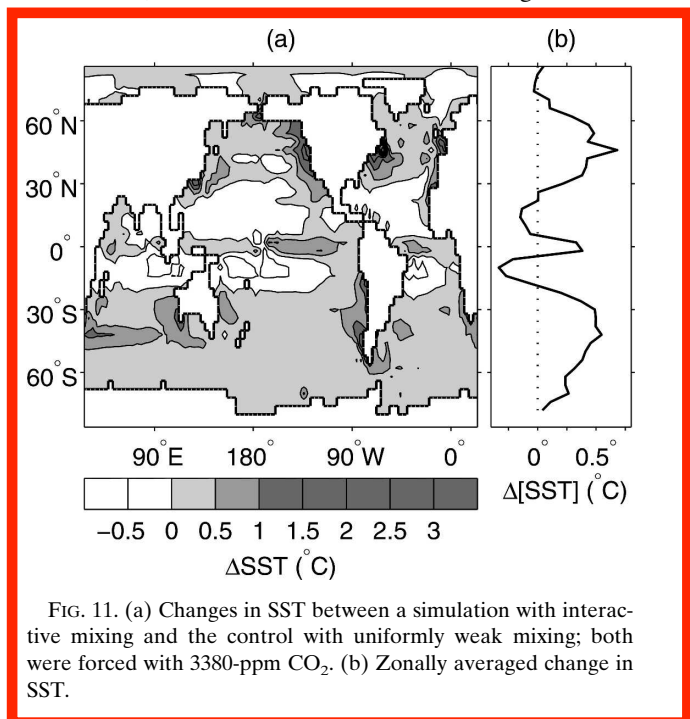 (a) (b)
60°N
30°N
0°
30°S
60°S
90°E 180° 90°W 0° 0° 0.5°
Δ[SST] (°C)
−0.5 0 0.5 1 1.5 2 2.5 3
ΔSST (°C)
FIG. 11. (a) Changes in SST between a simulation with interac-
tive mixing and the control with uniformly weak mixing; both
were forced with 3380-ppm CO₂. (b) Zonally averaged change in
SST.